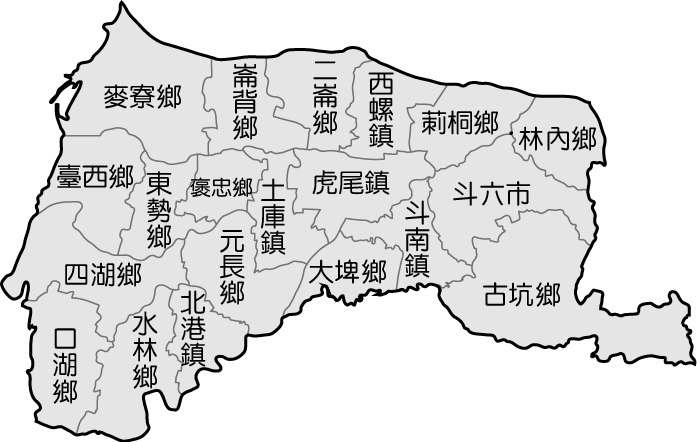 麥寮鄉
崙背鄉
二崙鄉
西螺鎮
莿桐鄉
林內鄉
臺西鄉
東勢鄉
褒忠鄉
土庫鎮
虎尾鎮
斗南鎮
斗六市
四湖鄉
元長鄉
大埤鄉
古坑鄉
口湖鄉
水林鄉
北港鎮